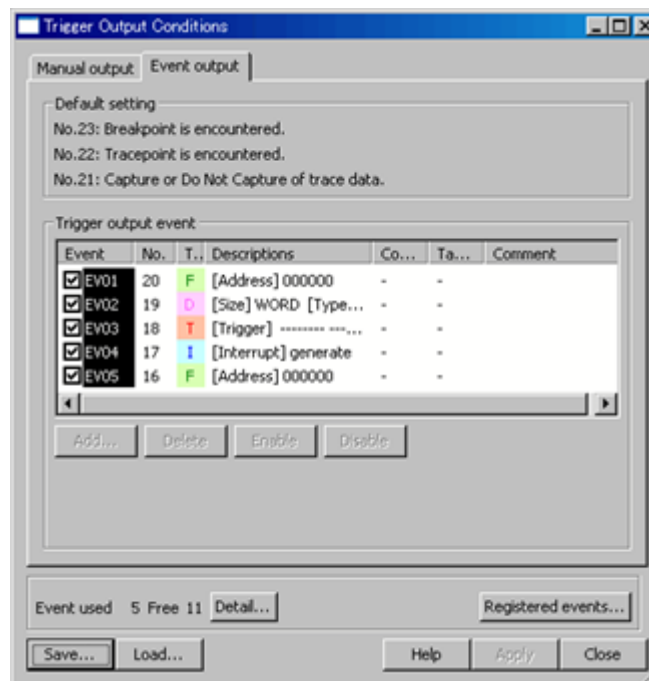 Trigger Output Conditions
Manual output Event output
Default setting
No.23: Breakpoint is encountered.
No.22: Tracepoint is encountered.
No.21: Capture or Do Not Capture of trace data.
Trigger output event
Event No. T.. Descriptions Co... Ta... Comment
EV01 20 F [Address] 000000 - -
EV02 19 D [Size] WORD [Type... - -
EV03 18 T [Trigger] -------- ---... - -
EV04 17 I [Interrupt] generate - -
EV05 16 F [Address] 000000 - -
Add... Delete Enable Disable
Event used 5 Free 11 Detail... Registered events...
Save... Load... Help Apply Close